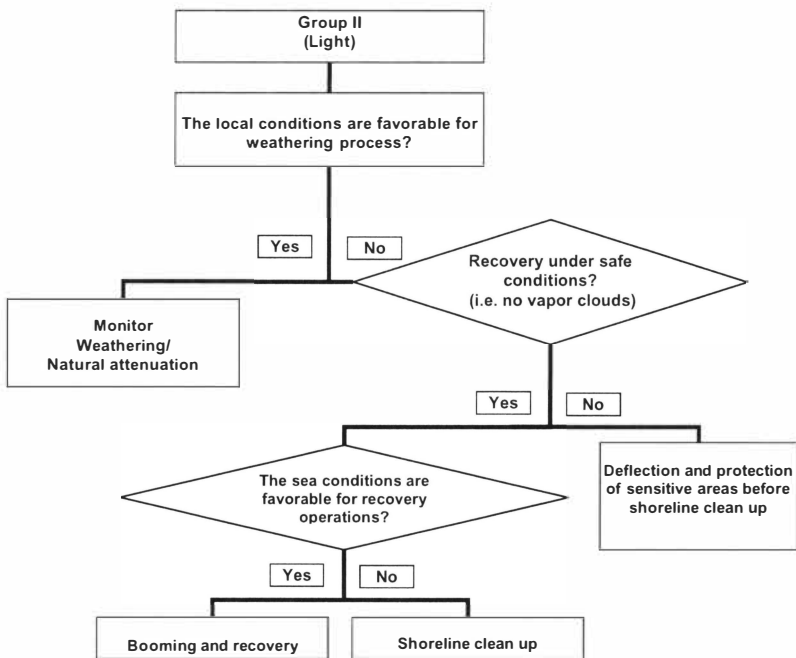 Group II
(Light)
The local conditions are favorable for
weathering process?
Yes
No
Recovery under safe
conditions?
(i.e. no vapor clouds)
Monitor
Weathering/
Natural attenuation
Yes
No
The sea conditions are
favorable for recovery
operations?
Deflection and protection
of sensitive areas before
shoreline clean up
Yes
No
Booming and recovery
Shoreline clean up